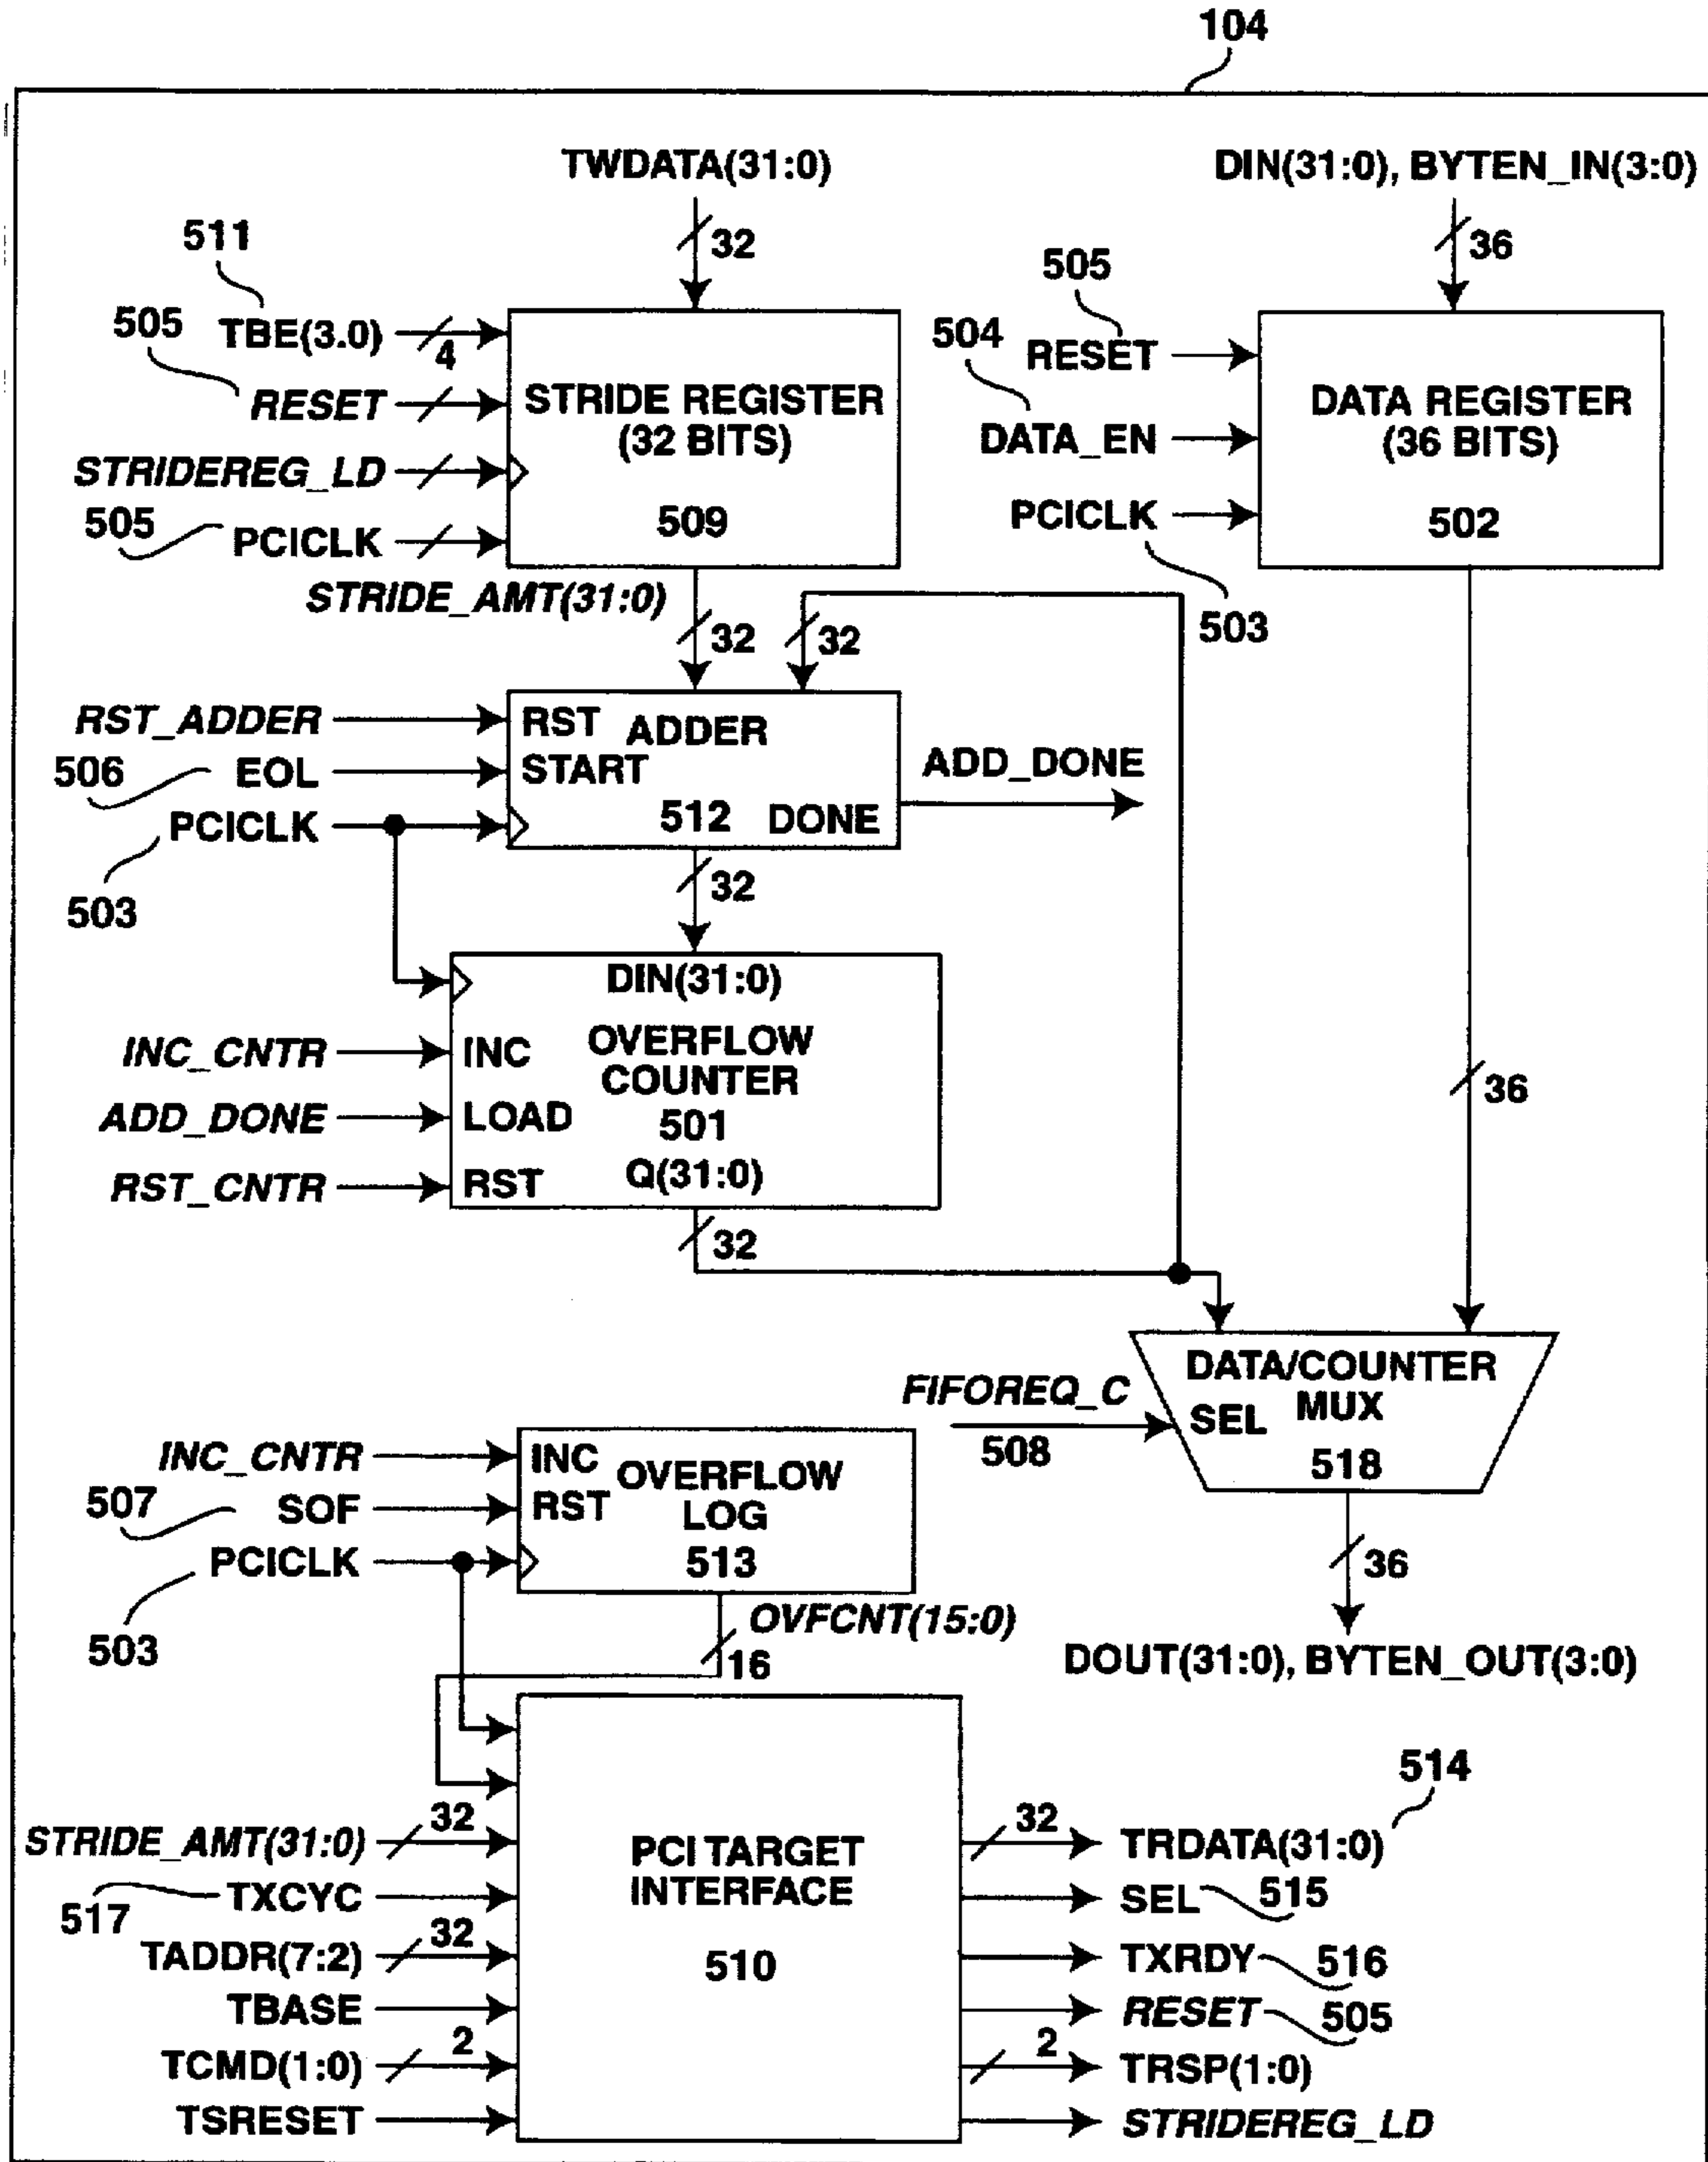 104
TWDATA(31:0)
DIN(31:0), BYTEN_IN(3:0)
32
36
511
TBE(3.0)
4
505
RESET
STRIDEREG_LD
505
PCICLK
STRIDE REGISTER
(32 BITS)
509
505
RESET
504
DATA_EN
PCICLK
503
DATA REGISTER
(36 BITS)
502
STRIDE_AMT(31:0)
32
32
RST_ADDER
506
EOL
PCICLK
503
RST ADDER
START
512 DONE
ADD_DONE
32
DIN(31:0)
INC_CNTR
INC
OVERFLOW
COUNTER
ADD_DONE
LOAD
501
RST_CNTR
RST
Q(31:0)
32
36
FIFOREQ_C
508
DATA/COUNTER
MUX
SEL
518
36
DOUT(31:0), BYTEN_OUT(3:0)
INC_CNTR
507
SOF
PCICLK
503
INC
RST
OVERFLOW
LOG
513
OVFCNT(15:0)
16
STRIDE_AMT(31:0)
32
517
TXCYC
TADDR(7:2)
32
TBASE
TCMD(1:0)
2
TSRESET
PCI TARGET
INTERFACE
510
514
32
TRDATA(31:0)
SEL
515
TXRDY
516
RESET
505
2
TRSP(1:0)
STRIDEREG_LD